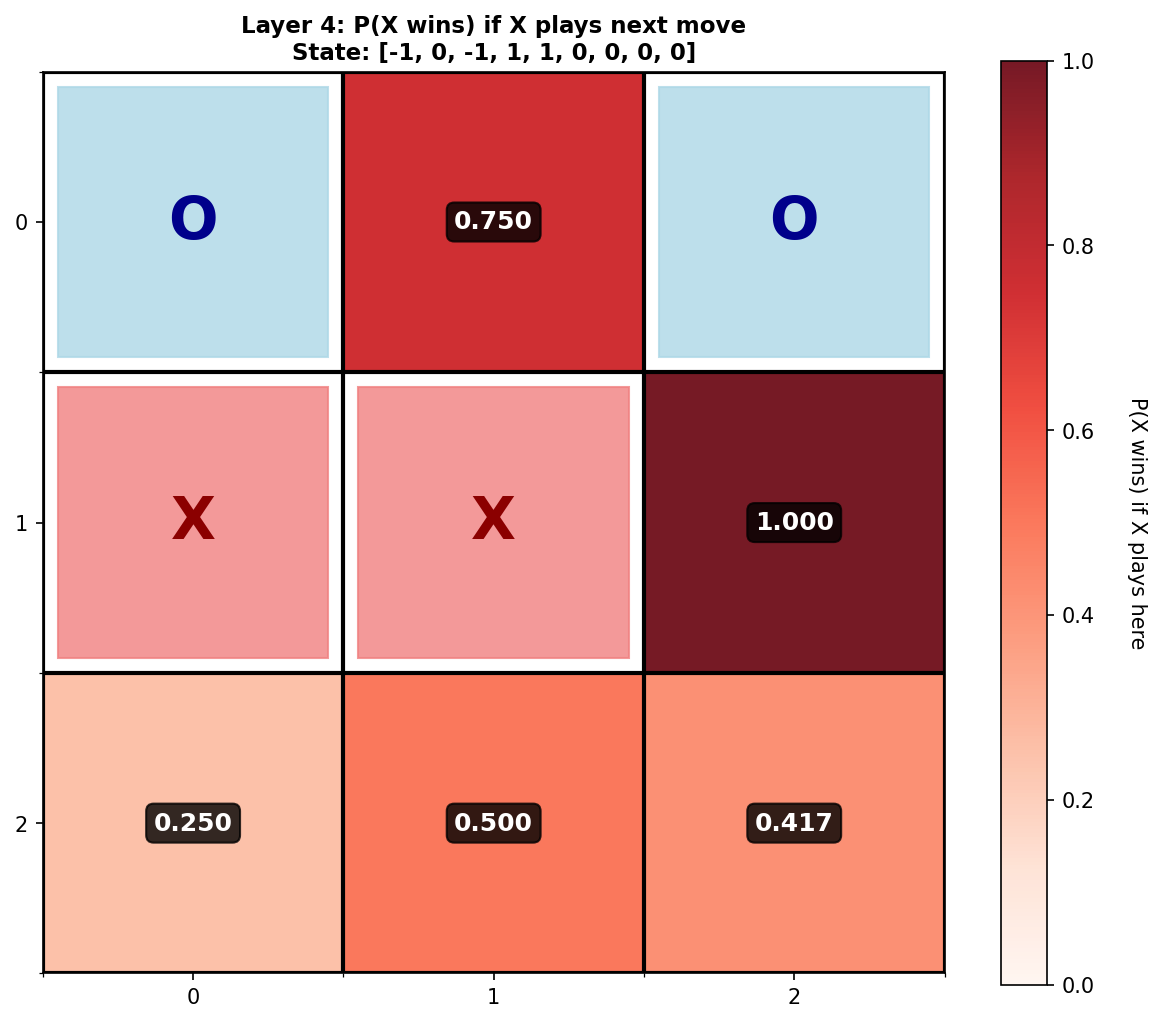 Layer 4: P(X wins) if X plays next move
State: [-1, 0, -1, 1, 1, 0, 0, 0, 0]
0
O
0.750
O
1
X
X
1.000
2
0.250
0.500
0.417
0
1
2
1.0
0.8
0.6
0.4
0.2
0.0
P(X wins) if X plays here